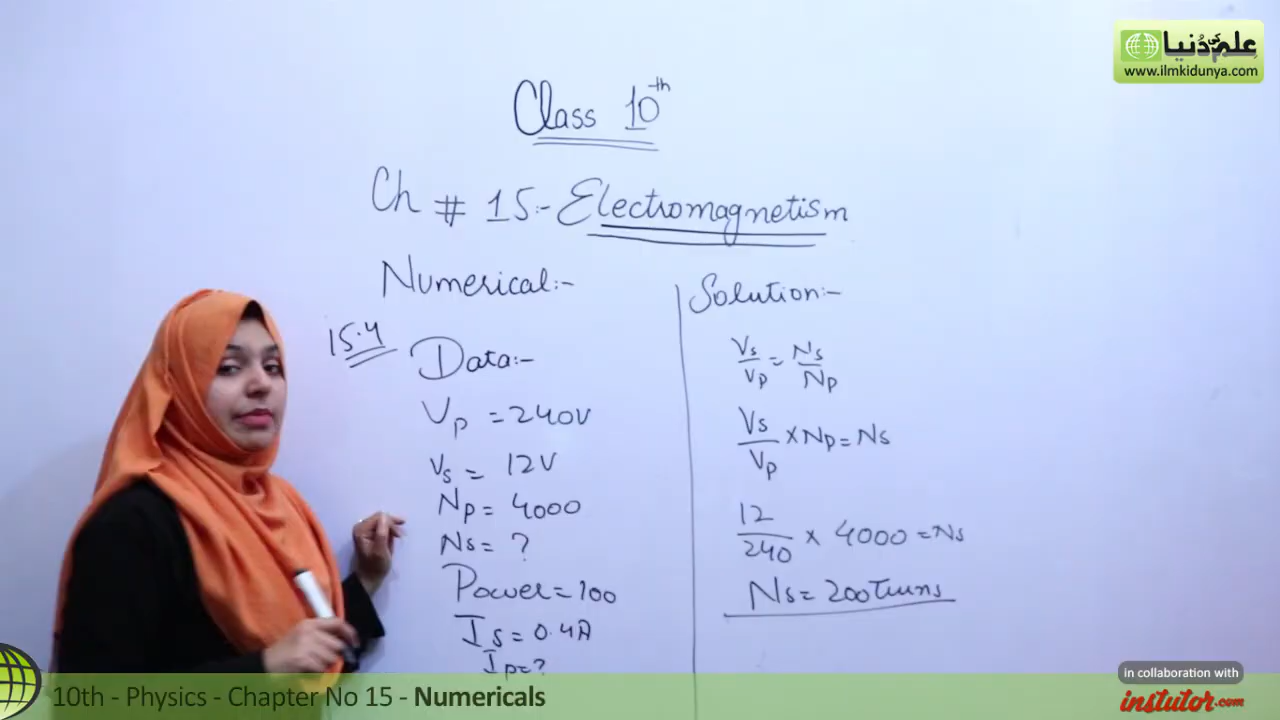 علم کی دُنیا
www.ilmkidunya.com
Class 10th
Ch # 15:- Electromagnetism
Numerical:-
15.4
Data:-
Vp = 240V
Vs = 12V
Np = 4000
Ns = ?
Power = 100
Is = 0.4A
Ip = ?
Solution:-
Vs/Vp = Ns/Np
Vs/Vp × Np = Ns
12/240 × 4000 = Ns
Ns = 200 Turns
10th - Physics - Chapter No 15 - Numericals
in collaboration with
instutor.com